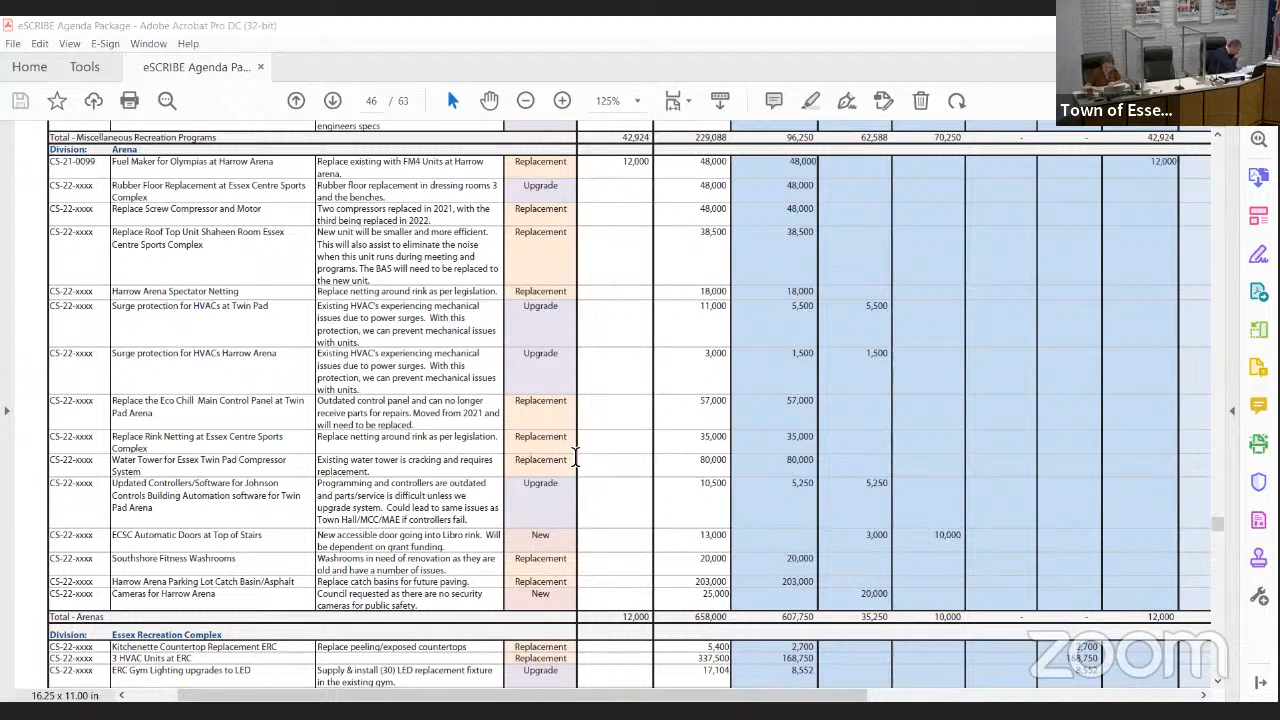 eSCRIBE Agenda Package - Adobe Acrobat Pro DC (32-bit)
File Edit View E-Sign Window Help
Home Tools eSCRIBE Agenda Pa... ×
46 / 63 125%
Town of Esse...
engineers specs
Total - Miscellaneous Recreation Programs 42,924 229,088 96,250 62,588 70,250 - - 42,924
Division: Arena
CS-21-0099 Fuel Maker for Olympias at Harrow Arena Replace existing with FM4 Units at Harrow Replacement 12,000 48,000 48,000 12,000
arena.
CS-22-xxxx Rubber Floor Replacement at Essex Centre Sports Rubber floor replacement in dressing rooms 3 Upgrade 48,000 48,000
Complex and the benches.
CS-22-xxxx Replace Screw Compressor and Motor Two compressors replaced in 2021, with the Replacement 48,000 48,000
third being replaced in 2022.
CS-22-xxxx Replace Roof Top Unit Shaheen Room Essex New unit will be smaller and more efficient. Replacement 38,500 38,500
Centre Sports Complex This will also assist to eliminate the noise
when this unit runs during meeting and
programs. The BAS will need to be replaced to
the new unit.
CS-22-xxxx Harrow Arena Spectator Netting Replace netting around rink as per legislation. Replacement 18,000 18,000
CS-22-xxxx Surge protection for HVACs at Twin Pad Existing HVAC's experiencing mechanical Upgrade 11,000 5,500 5,500
issues due to power surges. With this
protection, we can prevent mechanical issues
with units.
CS-22-xxxx Surge protection for HVACs Harrow Arena Existing HVAC's experiencing mechanical Upgrade 3,000 1,500 1,500
issues due to power surges. With this
protection, we can prevent mechanical issues
with units.
CS-22-xxxx Replace the Eco Chill Main Control Panel at Twin Outdated control panel and can no longer Replacement 57,000 57,000
Pad Arena receive parts for repairs. Moved from 2021 and
will need to be replaced.
CS-22-xxxx Replace Rink Netting at Essex Centre Sports Replace netting around rink as per legislation. Replacement 35,000 35,000
Complex
CS-22-xxxx Water Tower for Essex Twin Pad Compressor Existing water tower is cracking and requires Replacement 80,000 80,000
System replacement.
CS-22-xxxx Updated Controllers/Software for Johnson Programming and controllers are outdated Upgrade 10,500 5,250 5,250
Controls Building Automation software for Twin and parts/service is difficult unless we
Pad Arena upgrade system. Could lead to same issues as
Town Hall/MCC/MAE if controllers fail.
CS-22-xxxx ECSC Automatic Doors at Top of Stairs New accessible door going into Libro rink. Will New 13,000 3,000 10,000
be dependent on grant funding.
CS-22-xxxx Southshore Fitness Washrooms Washrooms in need of renovation as they are Replacement 20,000 20,000
old and have a number of issues.
CS-22-xxxx Harrow Arena Parking Lot Catch Basin/Asphalt Replace catch basins for future paving. Replacement 203,000 203,000
CS-22-xxxx Cameras for Harrow Arena Council requested as there are no security New 25,000 20,000
cameras for public safety.
Total - Arenas 12,000 658,000 607,750 35,250 10,000 - - 12,000
Division: Essex Recreation Complex
CS-22-xxxx Kitchenette Countertop Replacement ERC Replace peeling/exposed countertops Replacement 5,400 2,700 2,700
CS-22-xxxx 3 HVAC Units at ERC Replacement 337,500 168,750 168,750
CS-22-xxxx ERC Gym Lighting upgrades to LED Supply & install (30) LED replacement fixture Upgrade 17,104 8,552 8,552
in the existing gym.
zoom
16.25 x 11.00 in